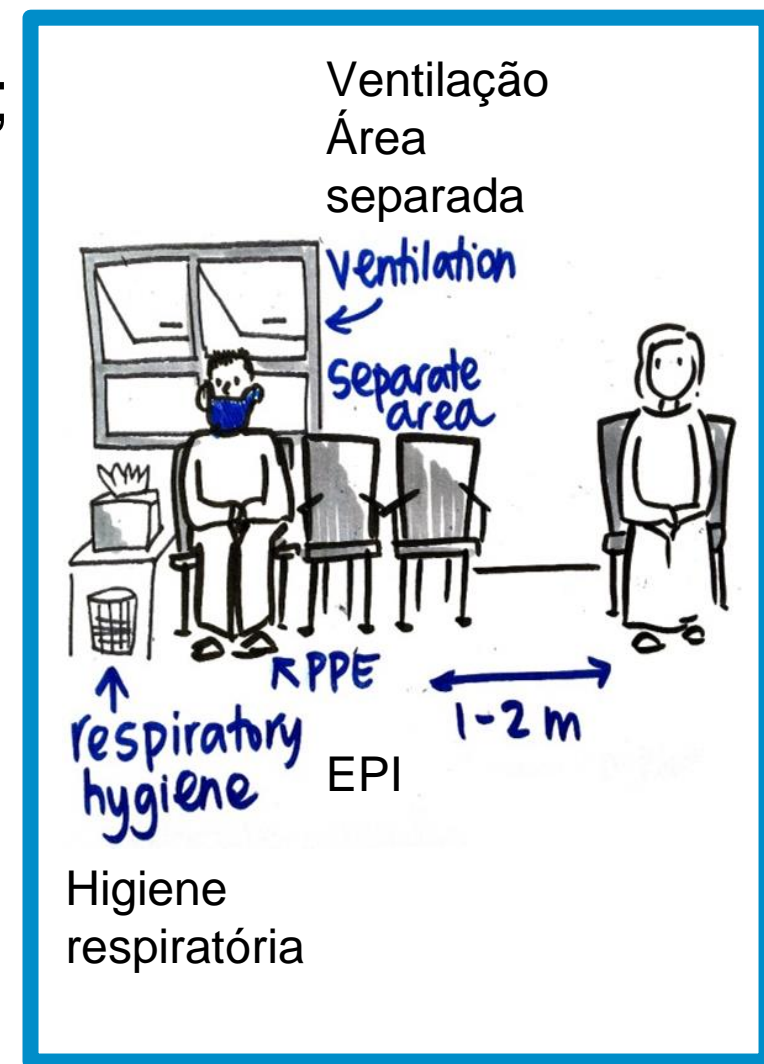 ;
Ventilação
Área
separada
ventilation
separate
area
PPE
1-2 m
respiratory
hygiene
EPI
Higiene
respiratória